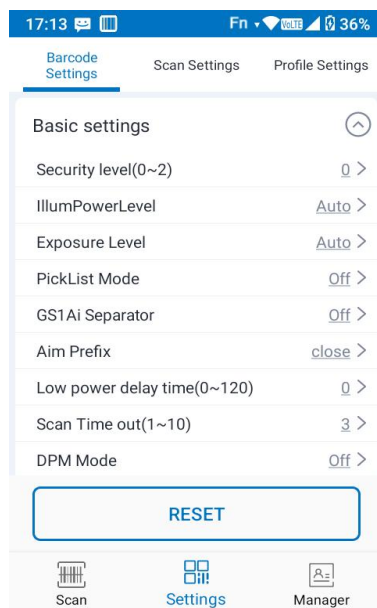 17:13 Fn VoLTE 36%
Barcode Settings
Scan Settings
Profile Settings
Basic settings
Security level(0~2) 0
IllumPowerLevel Auto
Exposure Level Auto
PickList Mode Off
GS1Ai Separator Off
Aim Prefix close
Low power delay time(0~120) 0
Scan Time out(1~10) 3
DPM Mode Off
RESET
Scan Settings Manager